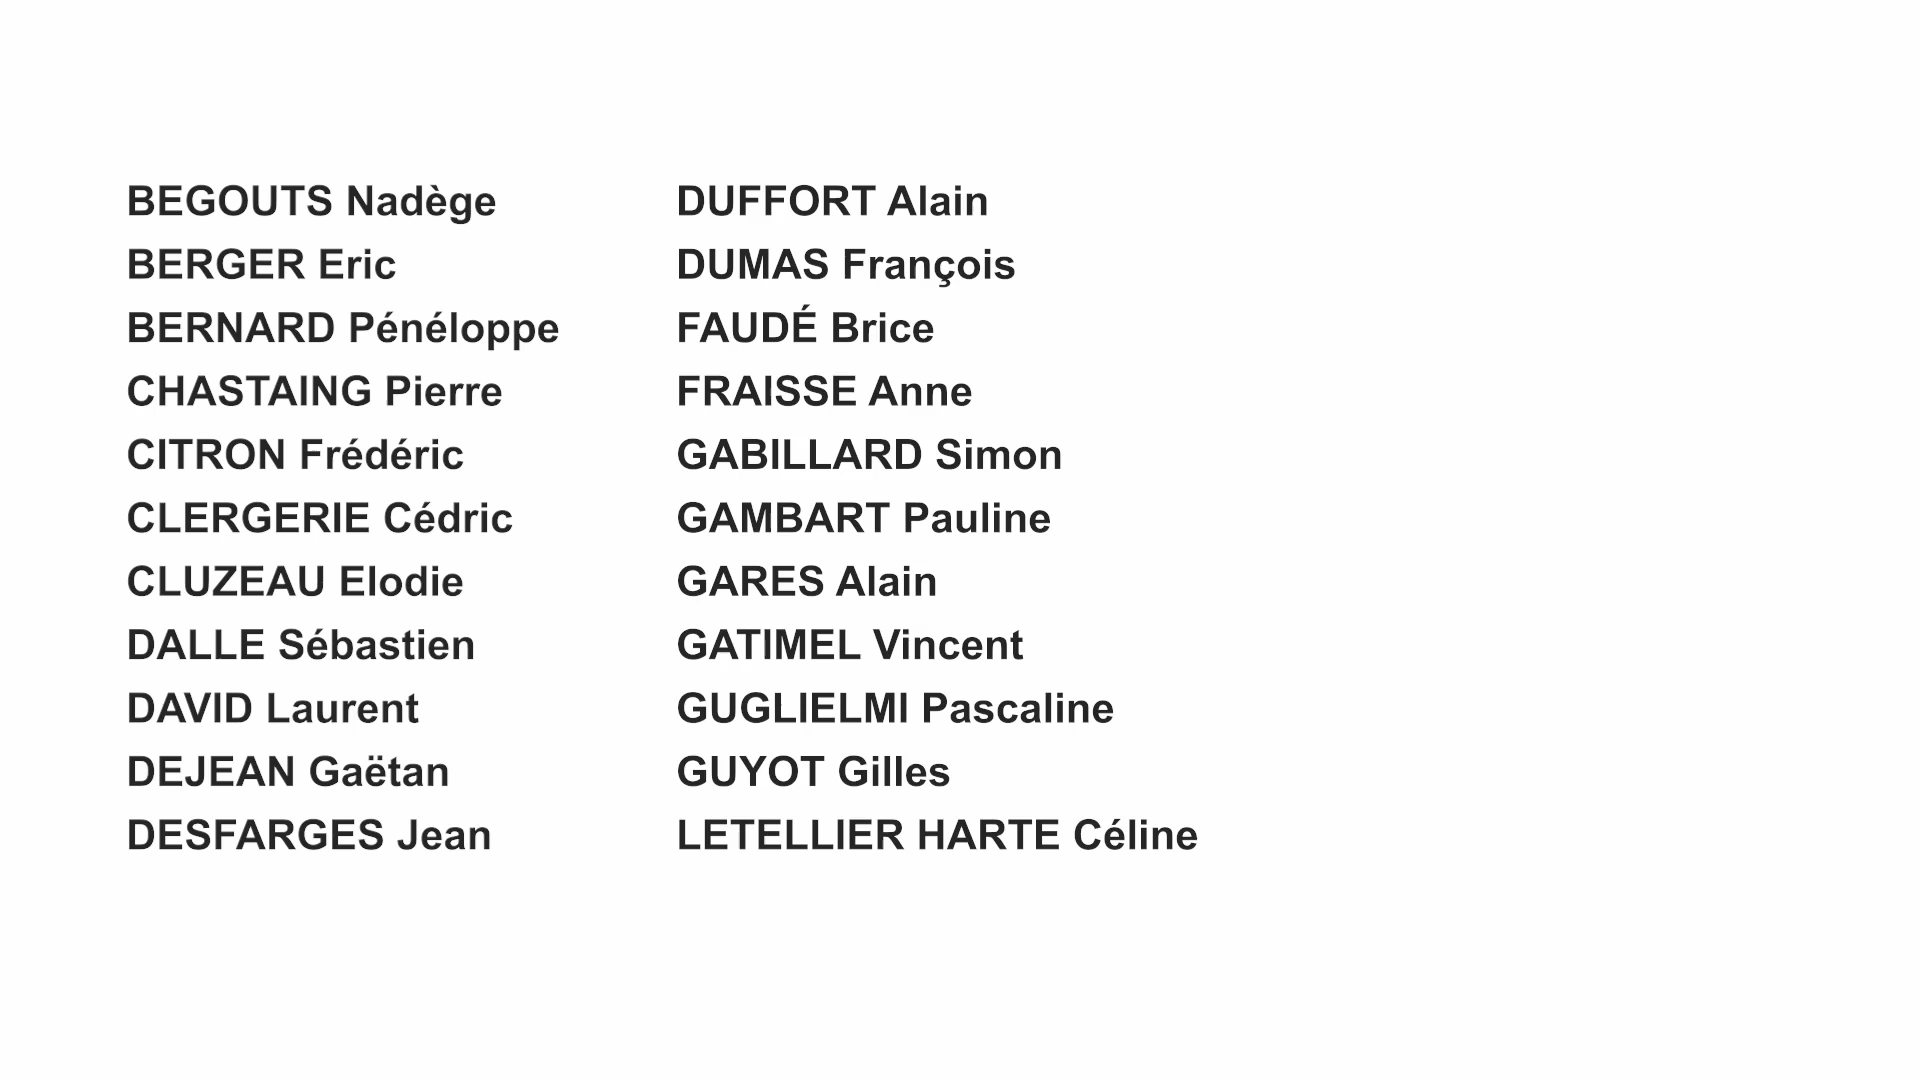 BEGOUTS Nadège
BERGER Eric
BERNARD Pénéloppe
CHASTAING Pierre
CITRON Frédéric
CLERGERIE Cédric
CLUZEAU Elodie
DALLE Sébastien
DAVID Laurent
DEJEAN Gaëtan
DESFARGES Jean
DUFFORT Alain
DUMAS François
FAUDÉ Brice
FRAISSE Anne
GABILLARD Simon
GAMBART Pauline
GARES Alain
GATIMEL Vincent
GUGLIELMI Pascaline
GUYOT Gilles
LETELLIER HARTE Céline